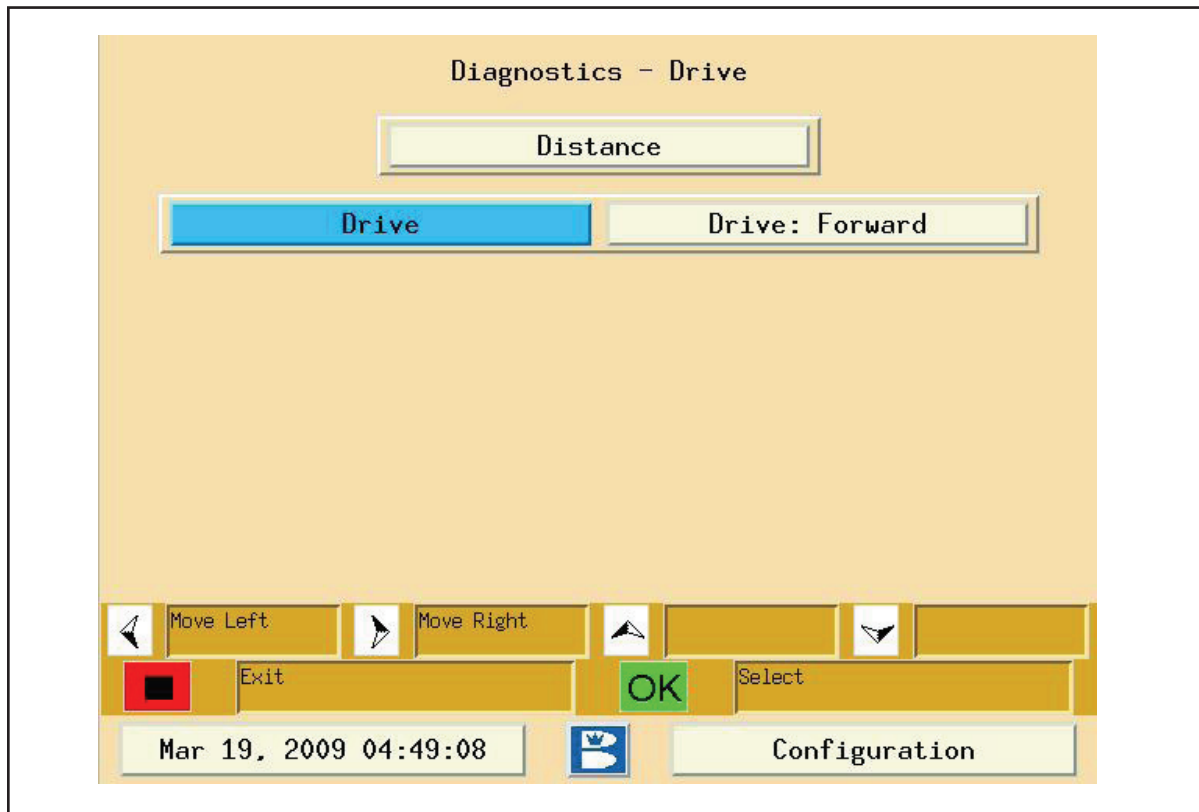 Diagnostics - Drive
Distance
Drive Drive: Forward
Move Left Move Right
Exit OK Select
Mar 19, 2009 04:49:08 B Configuration